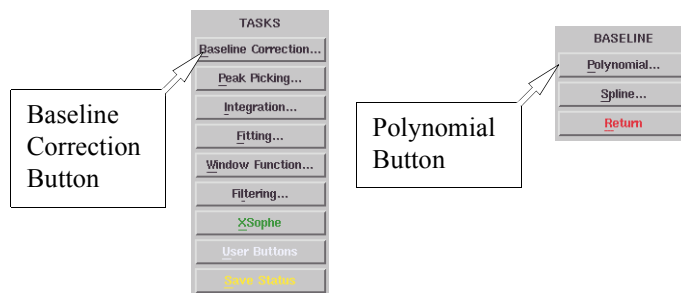 TASKS
Baseline Correction...
Peak Picking...
Integration...
Fitting...
Window Function...
Filtering...
XSophe
User Buttons
Save Status
Baseline
Correction
Button
BASELINE
Polynomial...
Spline...
Return
Polynomial
Button